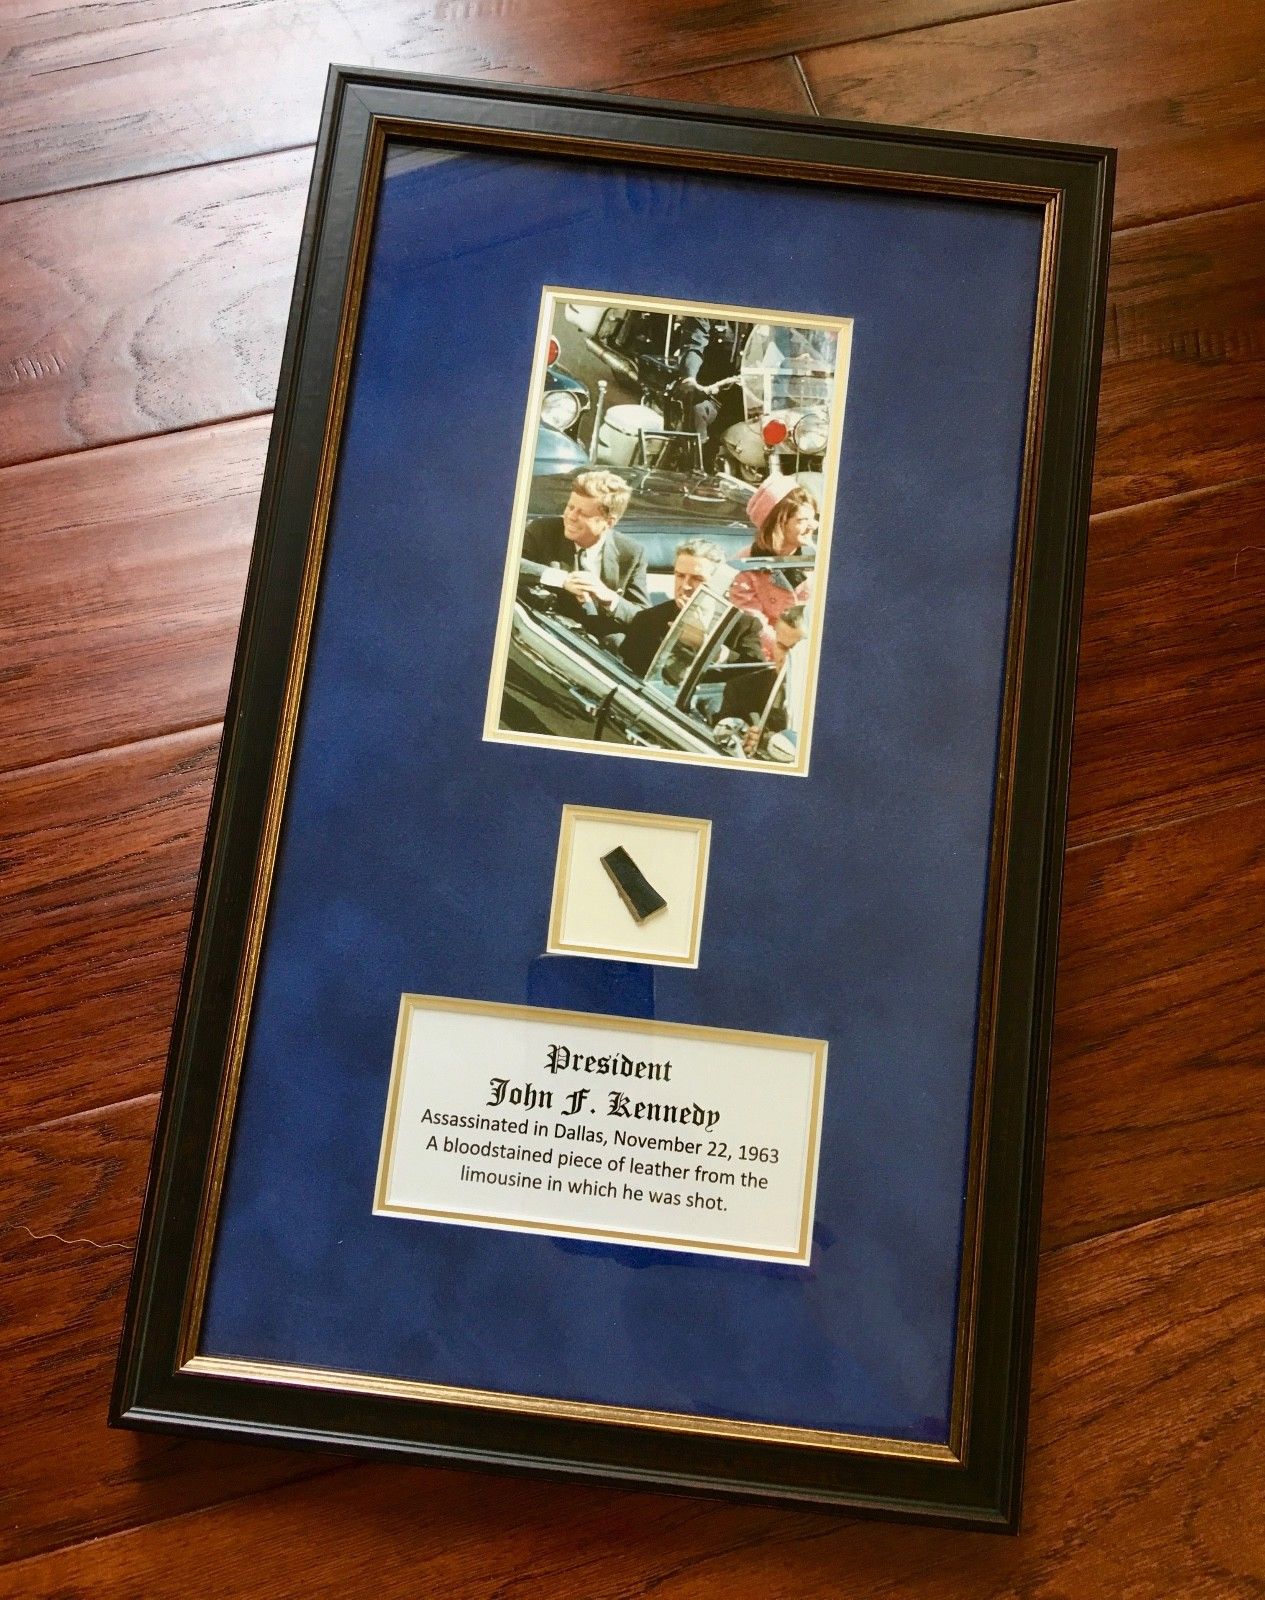 President
John F. Kennedy
Assassinated in Dallas, November 22, 1963
A bloodstained piece of leather from the
limousine in which he was shot.